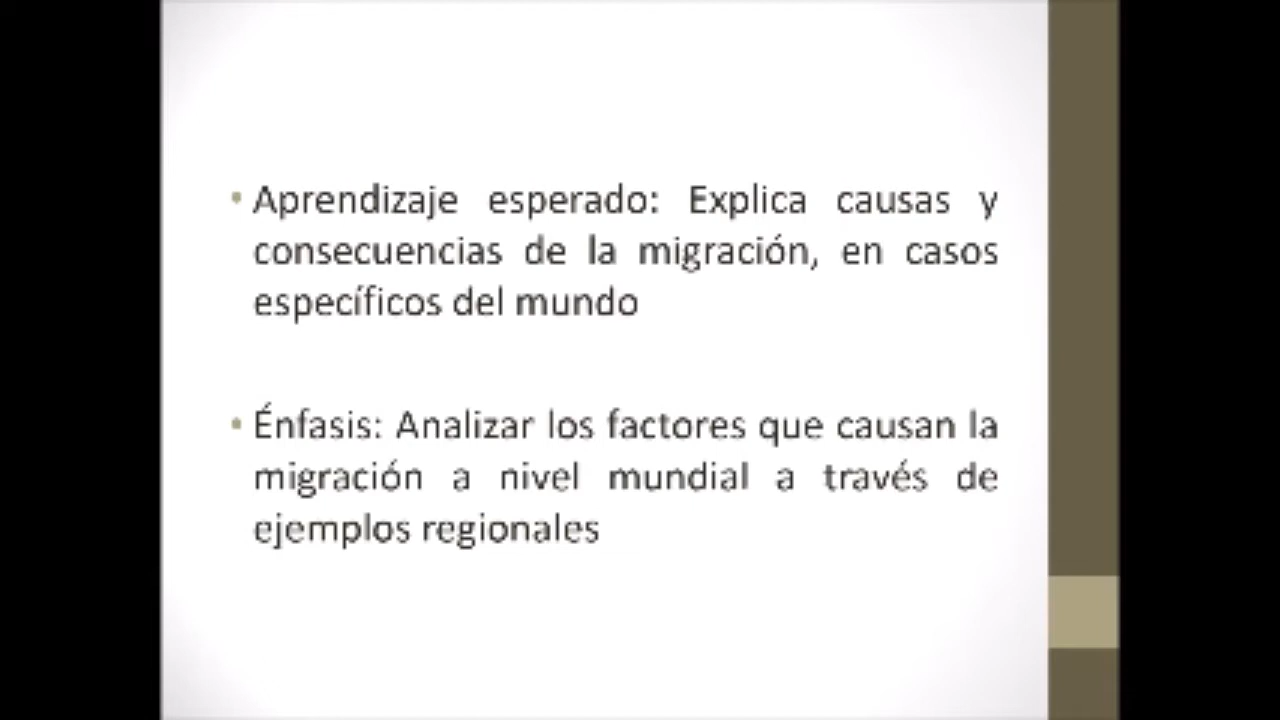 • Aprendizaje esperado: Explica causas y
consecuencias de la migración, en casos
específicos del mundo
• Énfasis: Analizar los factores que causan la
migración a nivel mundial a través de
ejemplos regionales